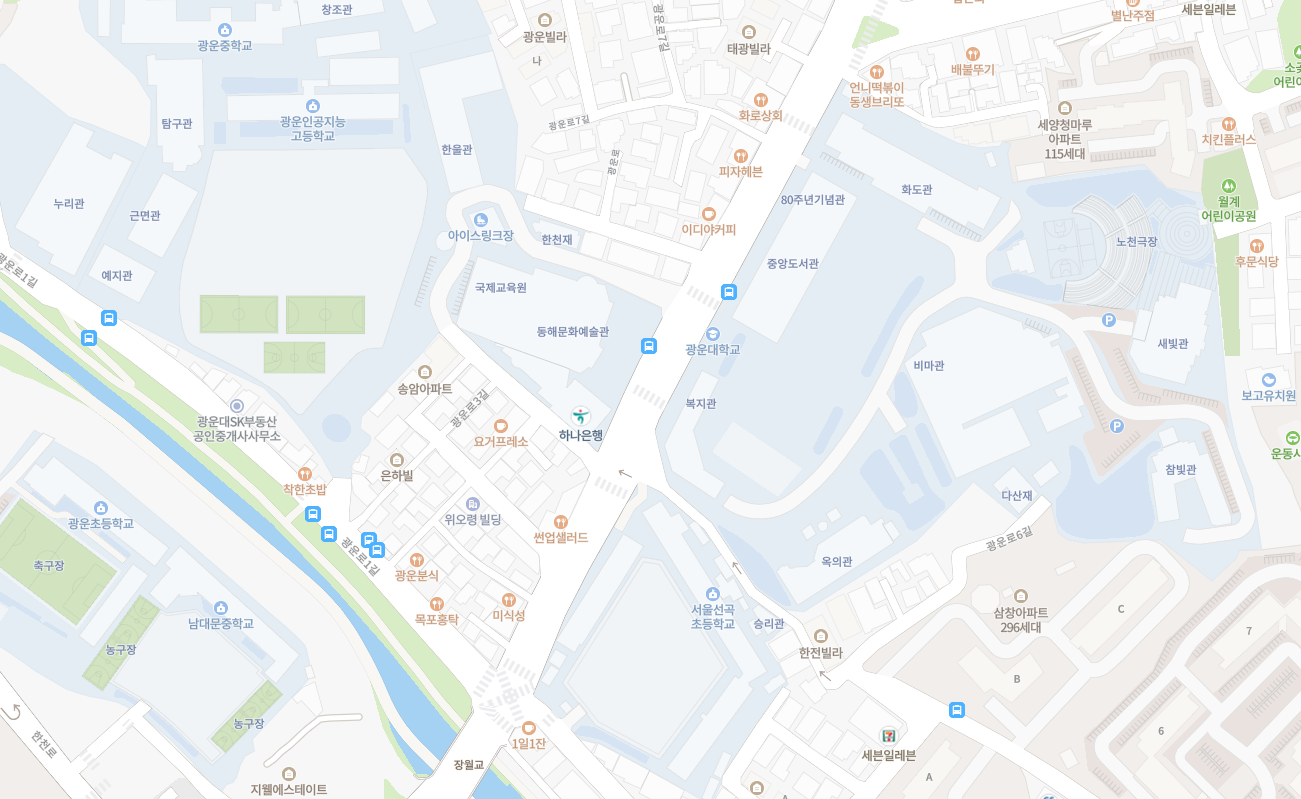 창조관
광운중학교
광운빌라
나
광운로7길
태광빌라
별난주점
세븐일레븐
배불뚝기
언니떡볶이
동생브리또
화로상회
탐구관
광운인공지능
고등학교
한울관
광운로7길
광운로
피자헤븐
세양청마루
아파트
115세대
치킨플러스
누리관
근면관
화도관
80주년기념관
이디야커피
월계
어린이공원
아이스링크장
한천재
노천극장
중앙도서관
후문식당
광운로1길
예지관
국제교육원
동해문화예술관
광운대학교
새빛관
비마관
송암아파트
광운로3길
보고유치원
복지관
광운대SK부동산
공인중개사사무소
요거프레소
하나은행
은하빌
착한초밥
참빛관
다산재
광운초등학교
위오령 빌딩
썬업샐러드
광운로6길
광운로1길
축구장
광운분식
옥의관
남대문중학교
목포홍탁
미식성
서울선곡
초등학교
승리관
삼창아파트
296세대
C
7
농구장
한전빌라
B
농구장
한천로
1일1잔
장월교
세븐일레븐
6
A
지웰에스테이트